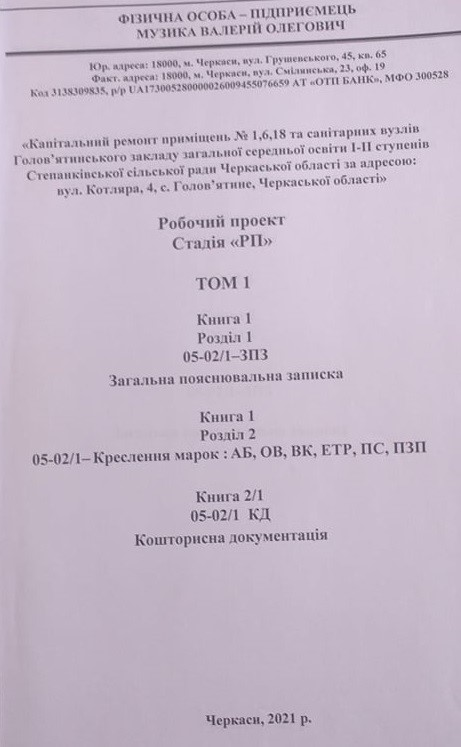 ФІЗИЧНА ОСОБА – ПІДПРИЄМЕЦЬ
МУЗИКА ВАЛЕРІЙ ОЛЕГОВИЧ
Юр. адреса: 18000, м. Черкаси, вул. Грушевського, 45, кв. 65
Факт. адреса: 18000, м. Черкаси, вул. Смілянська, 23, оф. 19
Код 3138309835, р/р UA173005280000026009455076659 АТ «ОТП БАНК», МФО 300528
«Капітальний ремонт приміщень № 1,6,18 та санітарних вузлів
Голов’ятинського закладу загальної середньої освіти І-ІІ ступенів
Степанківської сільської ради Черкаської області за адресою:
вул. Котляра, 4, с. Голов’ятине, Черкаської області»
Робочий проект
Стадія «РП»
ТОМ 1
Книга 1
Розділ 1
05-02/1–ЗПЗ
Загальна пояснювальна записка
Книга 1
Розділ 2
05-02/1– Креслення марок : АБ, ОВ, ВК, ЕТР, ПС, ПЗП
Книга 2/1
05-02/1 КД
Кошторисна документація
Черкаси, 2021 р.